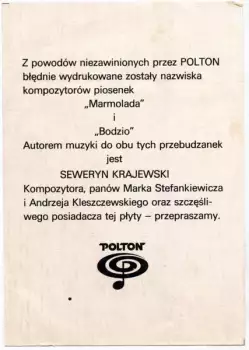 Z powodów niezawinionych przez POLTON
błędnie wydrukowane zostały nazwiska
kompozytorów piosenek
„Marmolada"
i
„Bodzio"
Autorem muzyki do obu tych przebudzanek
jest
SEWERYN KRAJEWSKI
Kompozytora, panów Marka Stefankiewicza
i Andrzeja Kleszczewskiego oraz szczęśli-
wego posiadacza tej płyty – przepraszamy.
POLTON